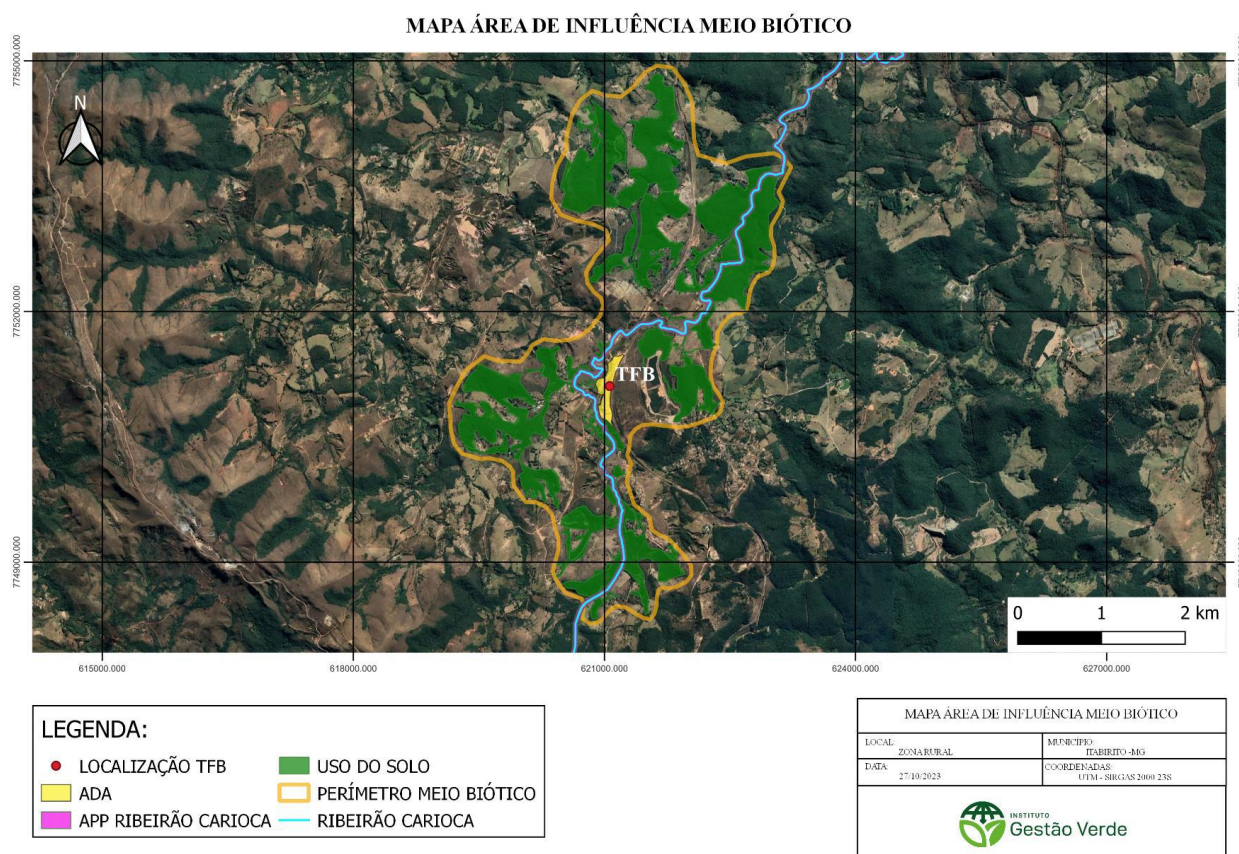 MAPA ÁREA DE INFLUÊNCIA MEIO BIÓTICO
N
TFB
7755000.000
7752000.000
7749000.000
615000.000
618000.000
621000.000
624000.000
627000.000
0 1 2 km
LEGENDA:
LOCALIZAÇÃO TFB
USO DO SOLO
ADA
PERÍMETRO MEIO BIÓTICO
APP RIBEIRÃO CARIOCA
RIBEIRÃO CARIOCA
MAPA ÁREA DE INFLUÊNCIA MEIO BIÓTICO
LOCAL:
ZONA RURAL
MUNICÍPIO:
ITABIRITO -MG
DATA:
27/10/2023
COORDENADAS:
UTM - SIRGAS 2000 23S
INSTITUTO
Gestão Verde